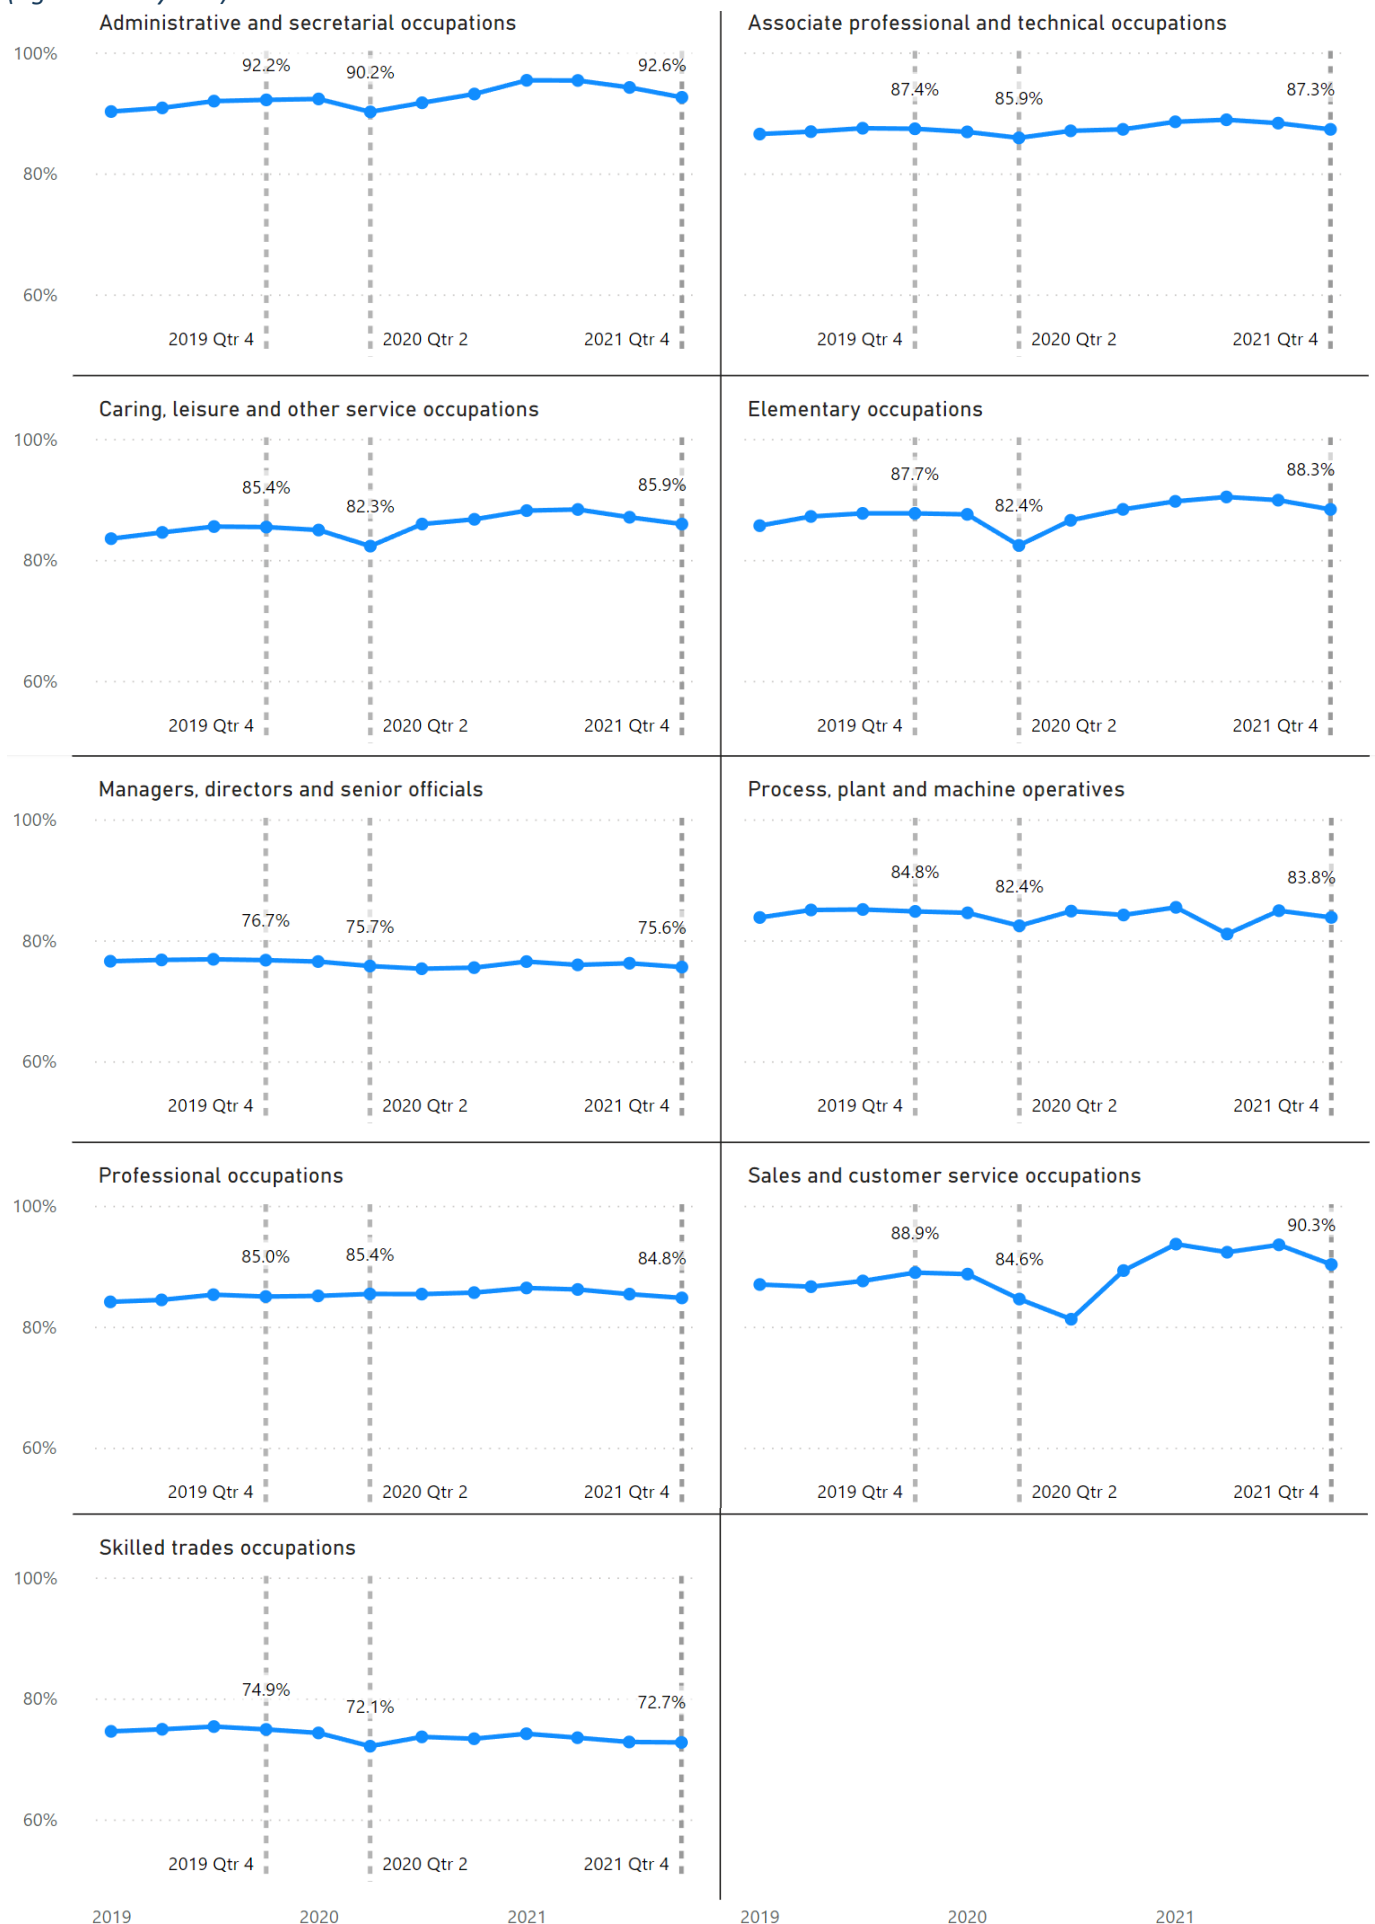 Administrative and secretarial occupations
100%
92.2%
90.2%
92.6%
80%
60%
2019 Qtr 4
2020 Qtr 2
2021 Qtr 4
Associate professional and technical occupations
87.4%
85.9%
87.3%
2019 Qtr 4
2020 Qtr 2
2021 Qtr 4
Caring, leisure and other service occupations
100%
85.4%
82.3%
85.9%
80%
60%
2019 Qtr 4
2020 Qtr 2
2021 Qtr 4
Elementary occupations
87.7%
82.4%
88.3%
2019 Qtr 4
2020 Qtr 2
2021 Qtr 4
Managers, directors and senior officials
100%
76.7%
75.7%
75.6%
80%
60%
2019 Qtr 4
2020 Qtr 2
2021 Qtr 4
Process, plant and machine operatives
84.8%
82.4%
83.8%
2019 Qtr 4
2020 Qtr 2
2021 Qtr 4
Professional occupations
100%
85.0%
85.4%
84.8%
80%
60%
2019 Qtr 4
2020 Qtr 2
2021 Qtr 4
Sales and customer service occupations
88.9%
84.6%
90.3%
2019 Qtr 4
2020 Qtr 2
2021 Qtr 4
Skilled trades occupations
100%
74.9%
72.1%
72.7%
80%
60%
2019 Qtr 4
2020 Qtr 2
2021 Qtr 4
2019
2020
2021
2019
2020
2021